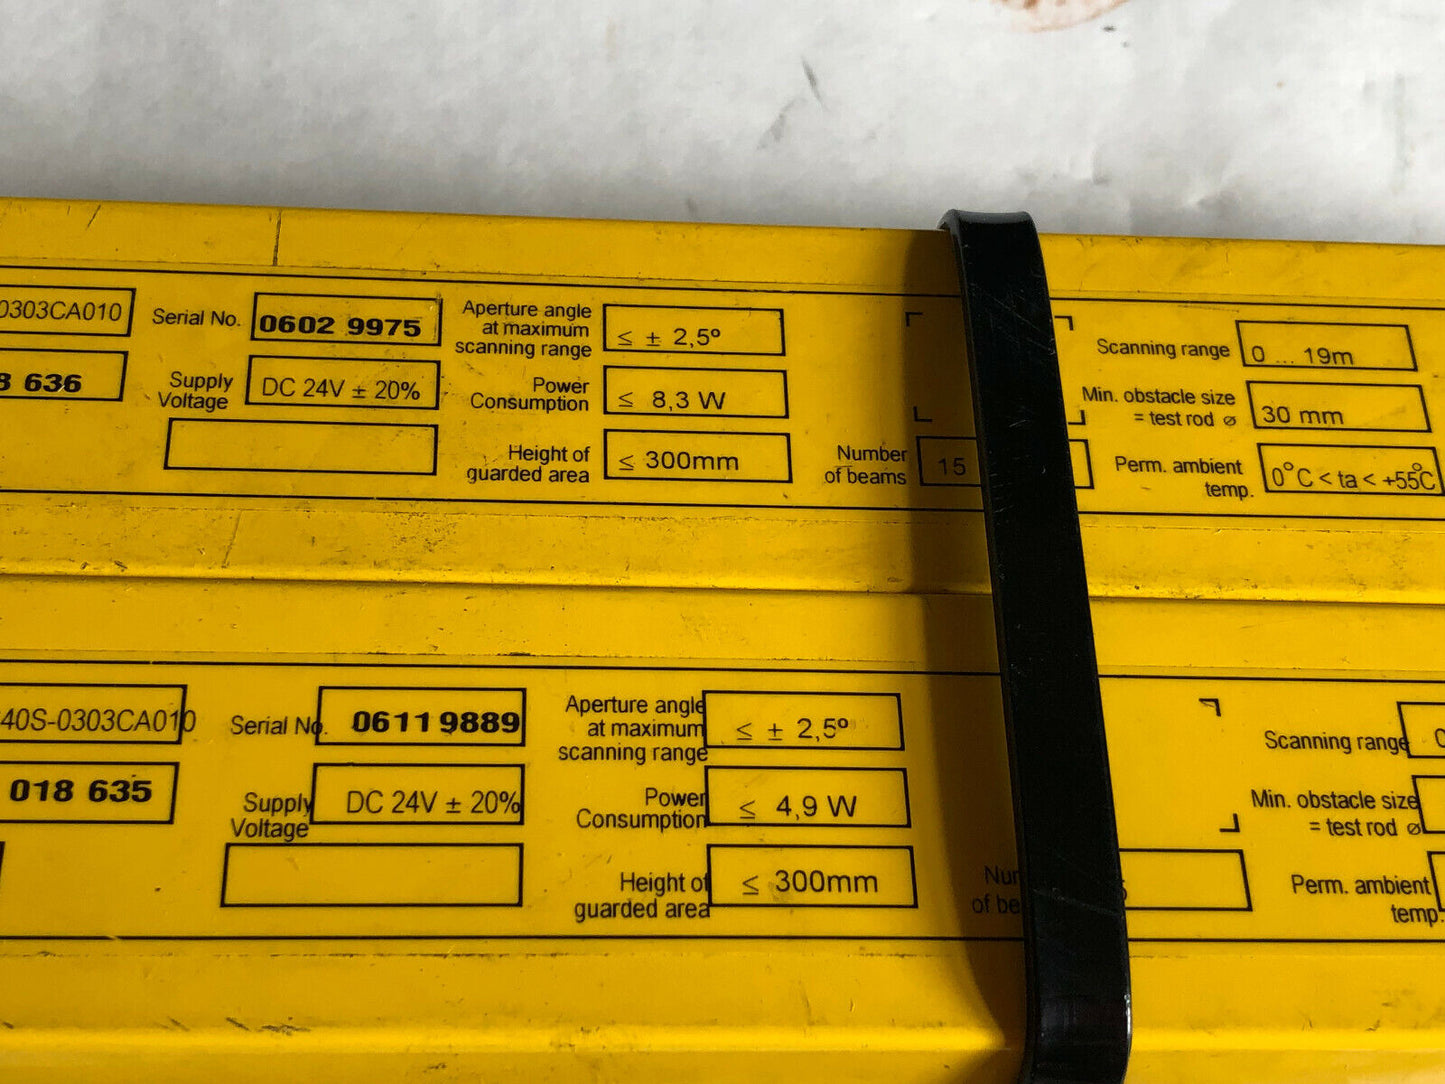 0303CA010
Serial No. 0602 9975
Aperture angle
at maximum
scanning range
≤ ± 2,5º
Scanning range 0 ... 19m
8 636
Supply
Voltage
DC 24V ± 20%
Power
Consumption
≤ 8,3 W
Min. obstacle size
= test rod ⌀
30 mm
Height of
guarded area
≤ 300mm
Number
of beams
15
Perm. ambient
temp.
0°C < ta < +55°C
40S-0303CA010
Serial No. 0611 9889
Aperture angle
at maximum
scanning range
≤ ± 2,5º
Scanning range
018 635
Supply
Voltage
DC 24V ± 20%
Power
Consumption
≤ 4,9 W
Min. obstacle size
= test rod ⌀
Height of
guarded area
≤ 300mm
of
Perm. ambient
temp.